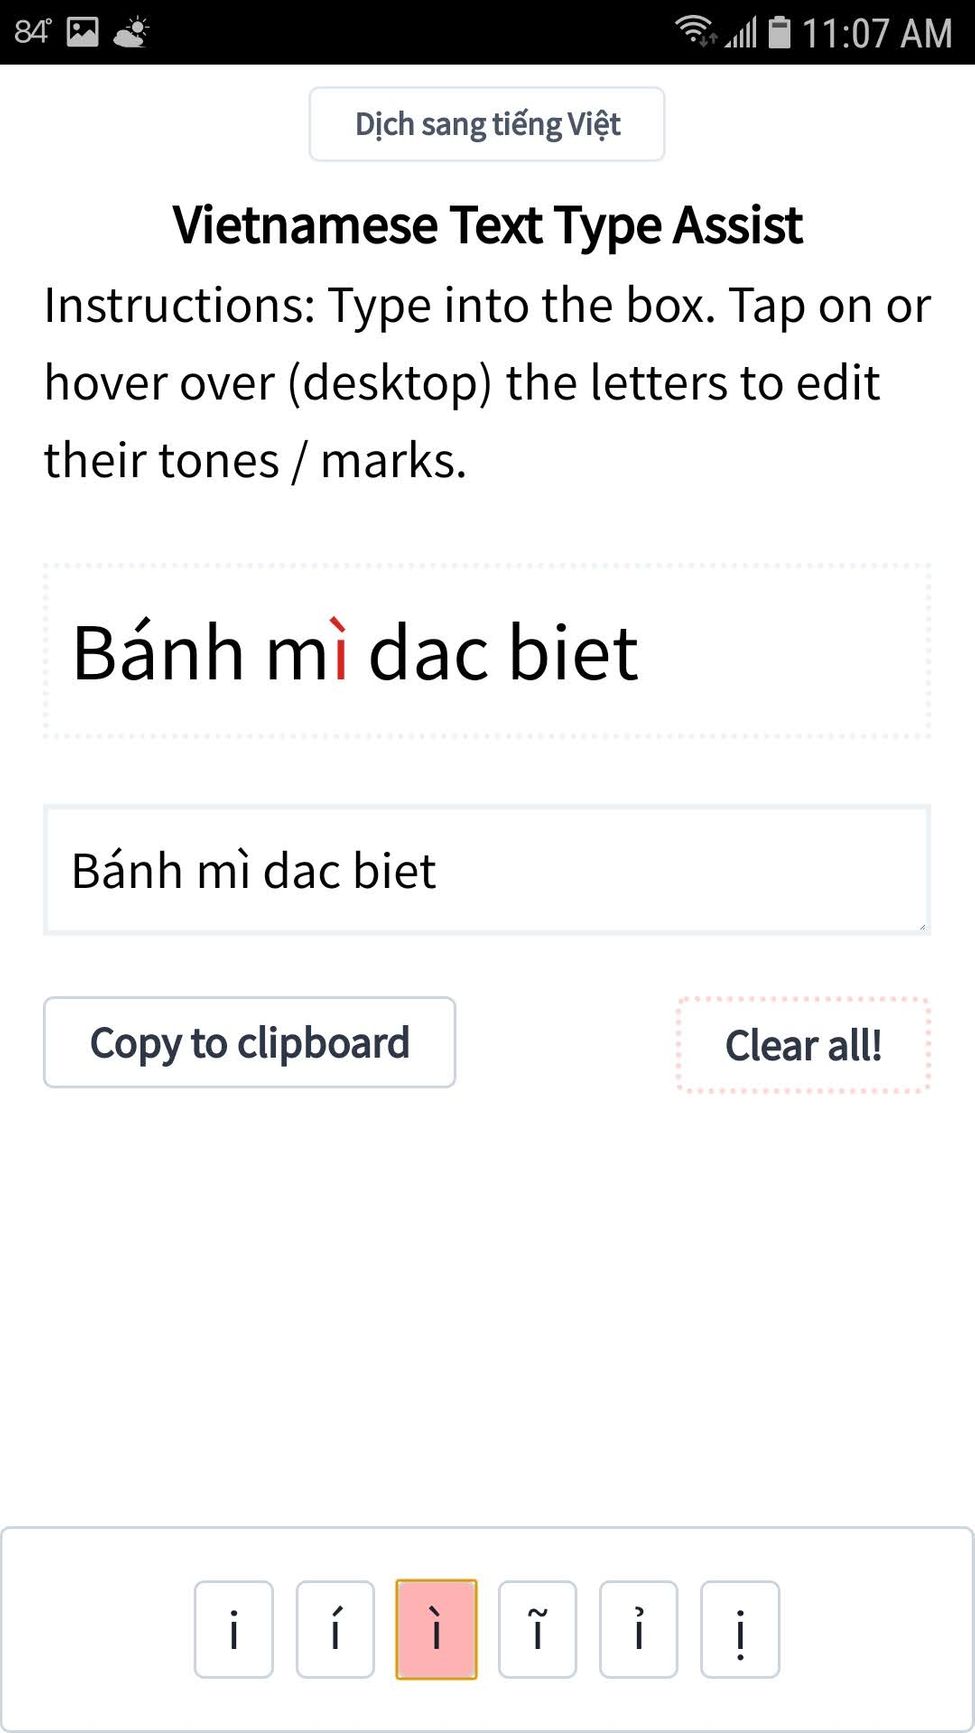 84° 11:07 AM
Dịch sang tiếng Việt
Vietnamese Text Type Assist
Instructions: Type into the box. Tap on or
hover over (desktop) the letters to edit
their tones / marks.
Bánh mì dac biet
Bánh mì dac biet
Copy to clipboard Clear all!
i í ì ĩ ỉ ị